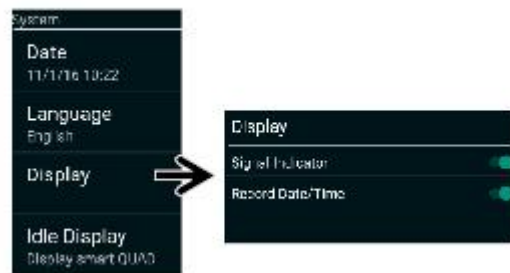 System
Date
11/1/16 10:22
Language
English
Display
Idle Display
Display smart QUAD
Display
Signal Indicator
Record Date/Time